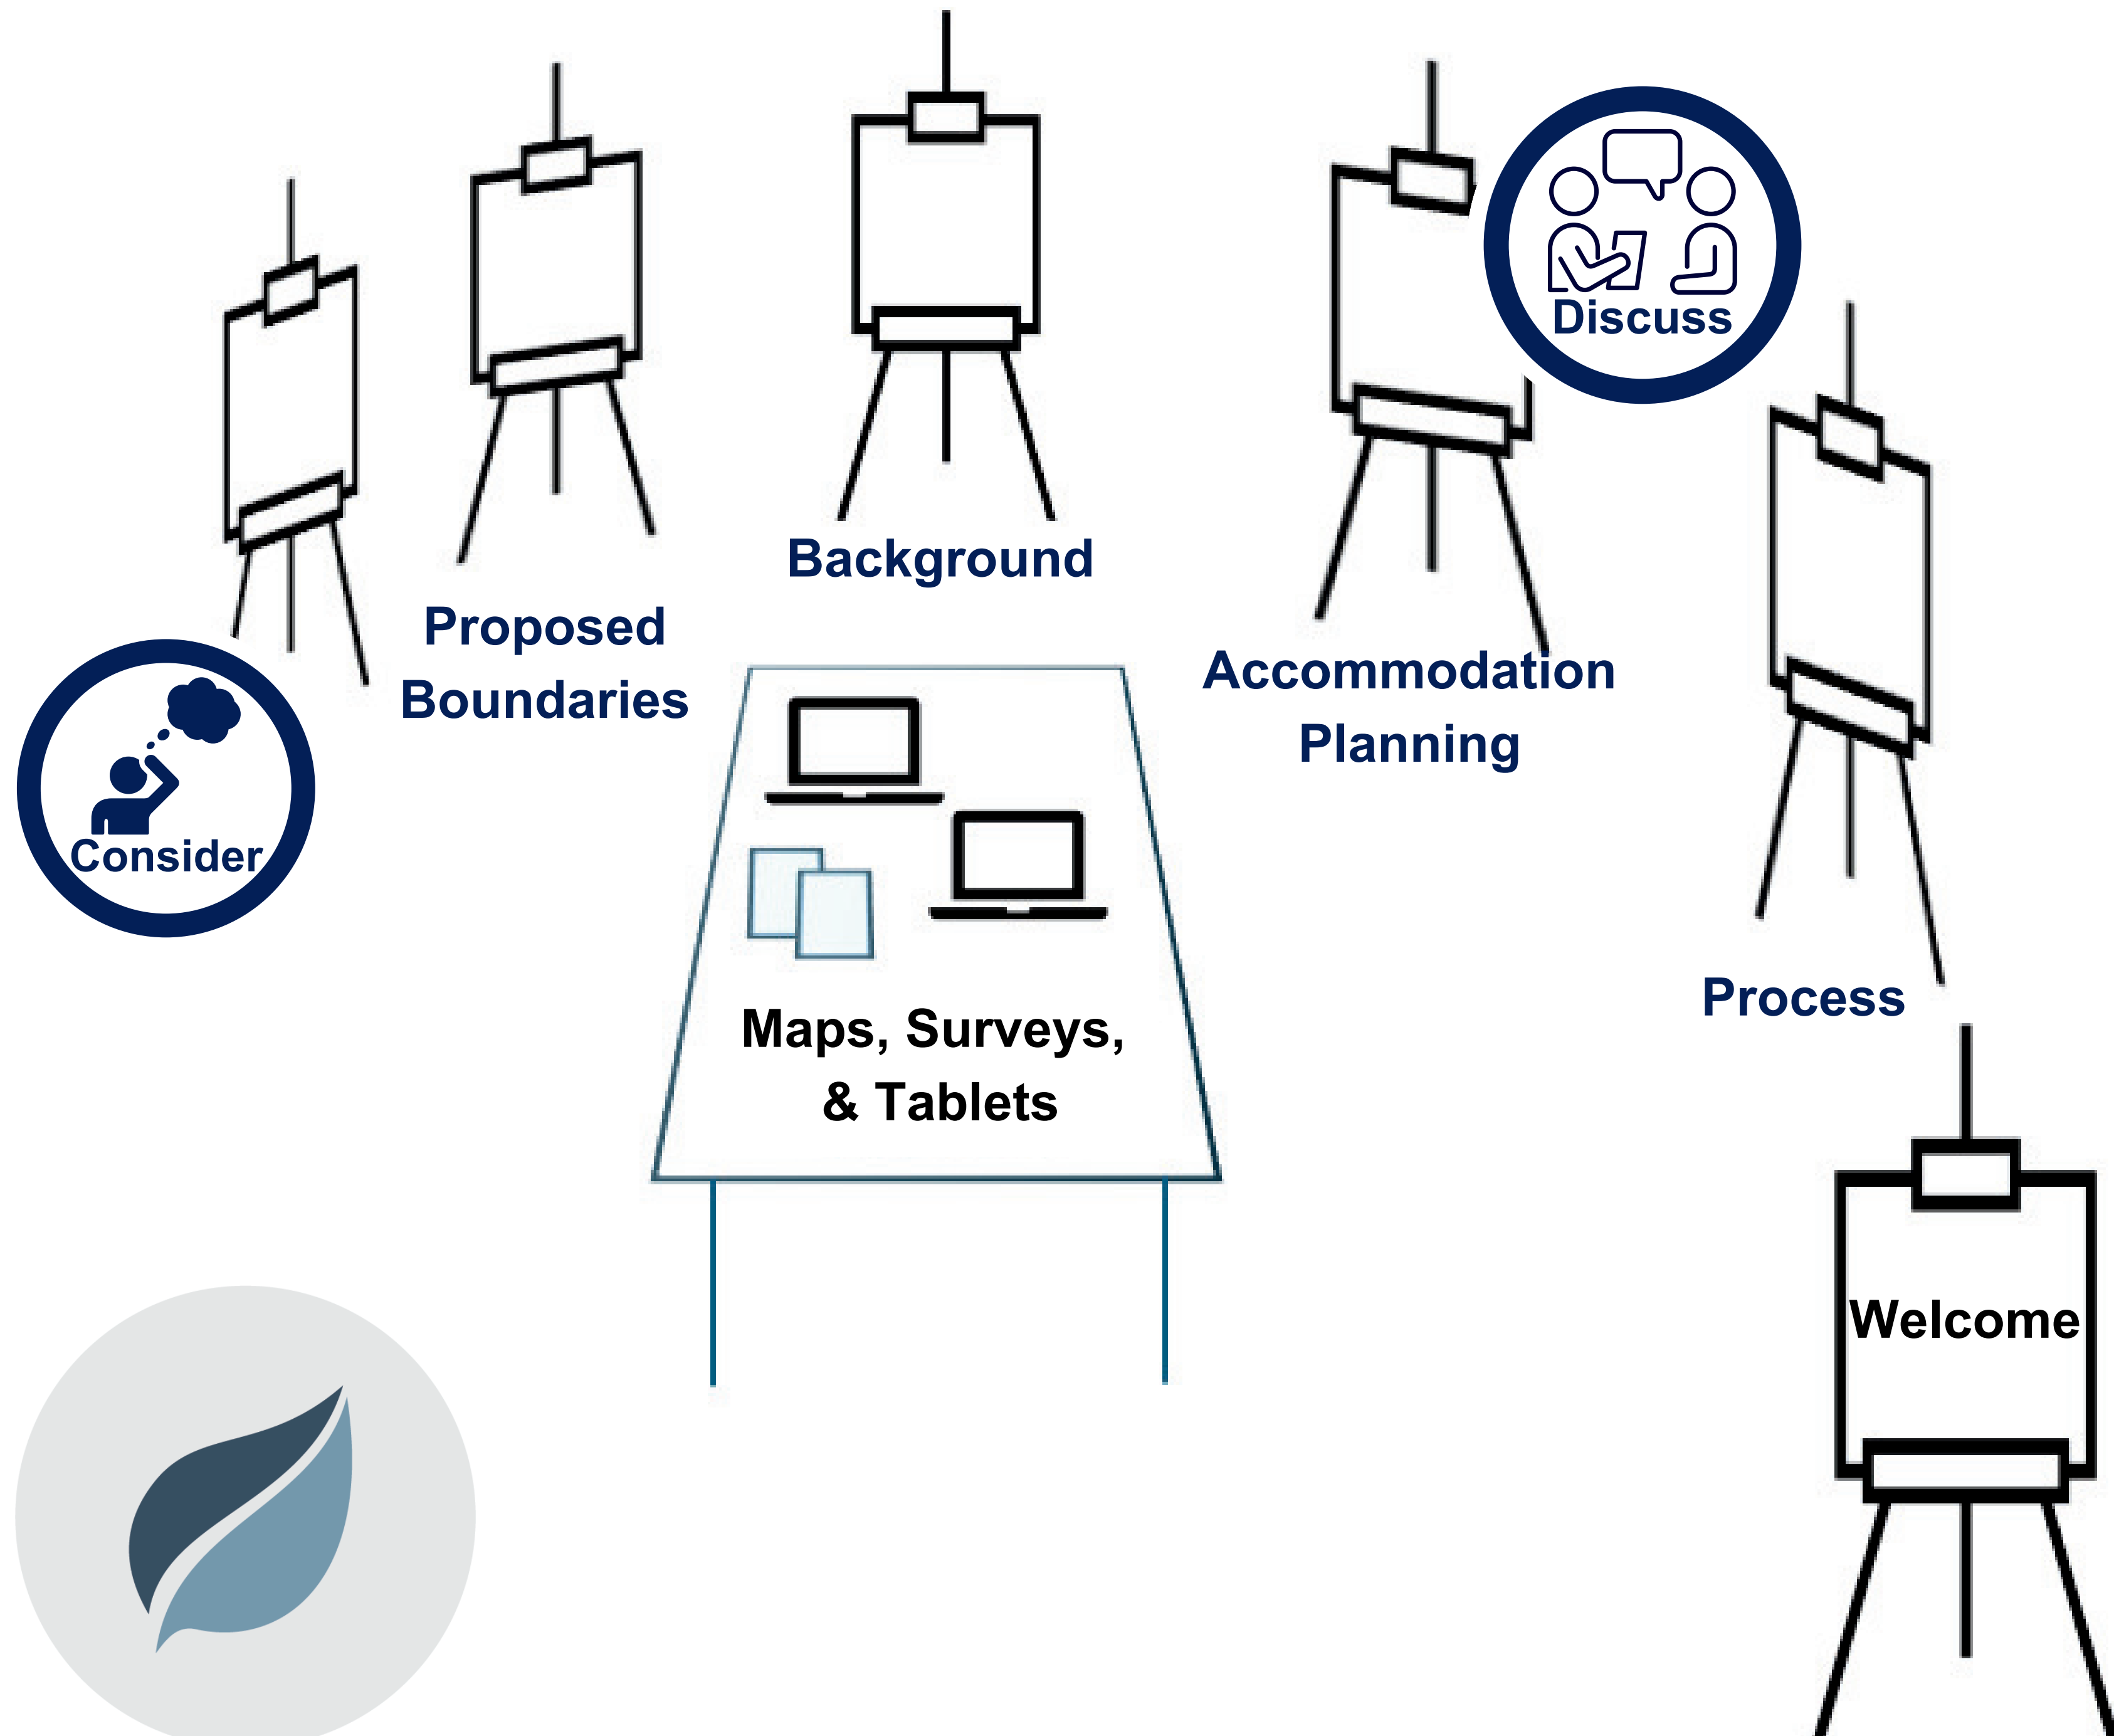 Discuss
Background
Proposed
Boundaries
Accommodation
Planning
Consider
Process
Maps, Surveys,
& Tablets
Welcome